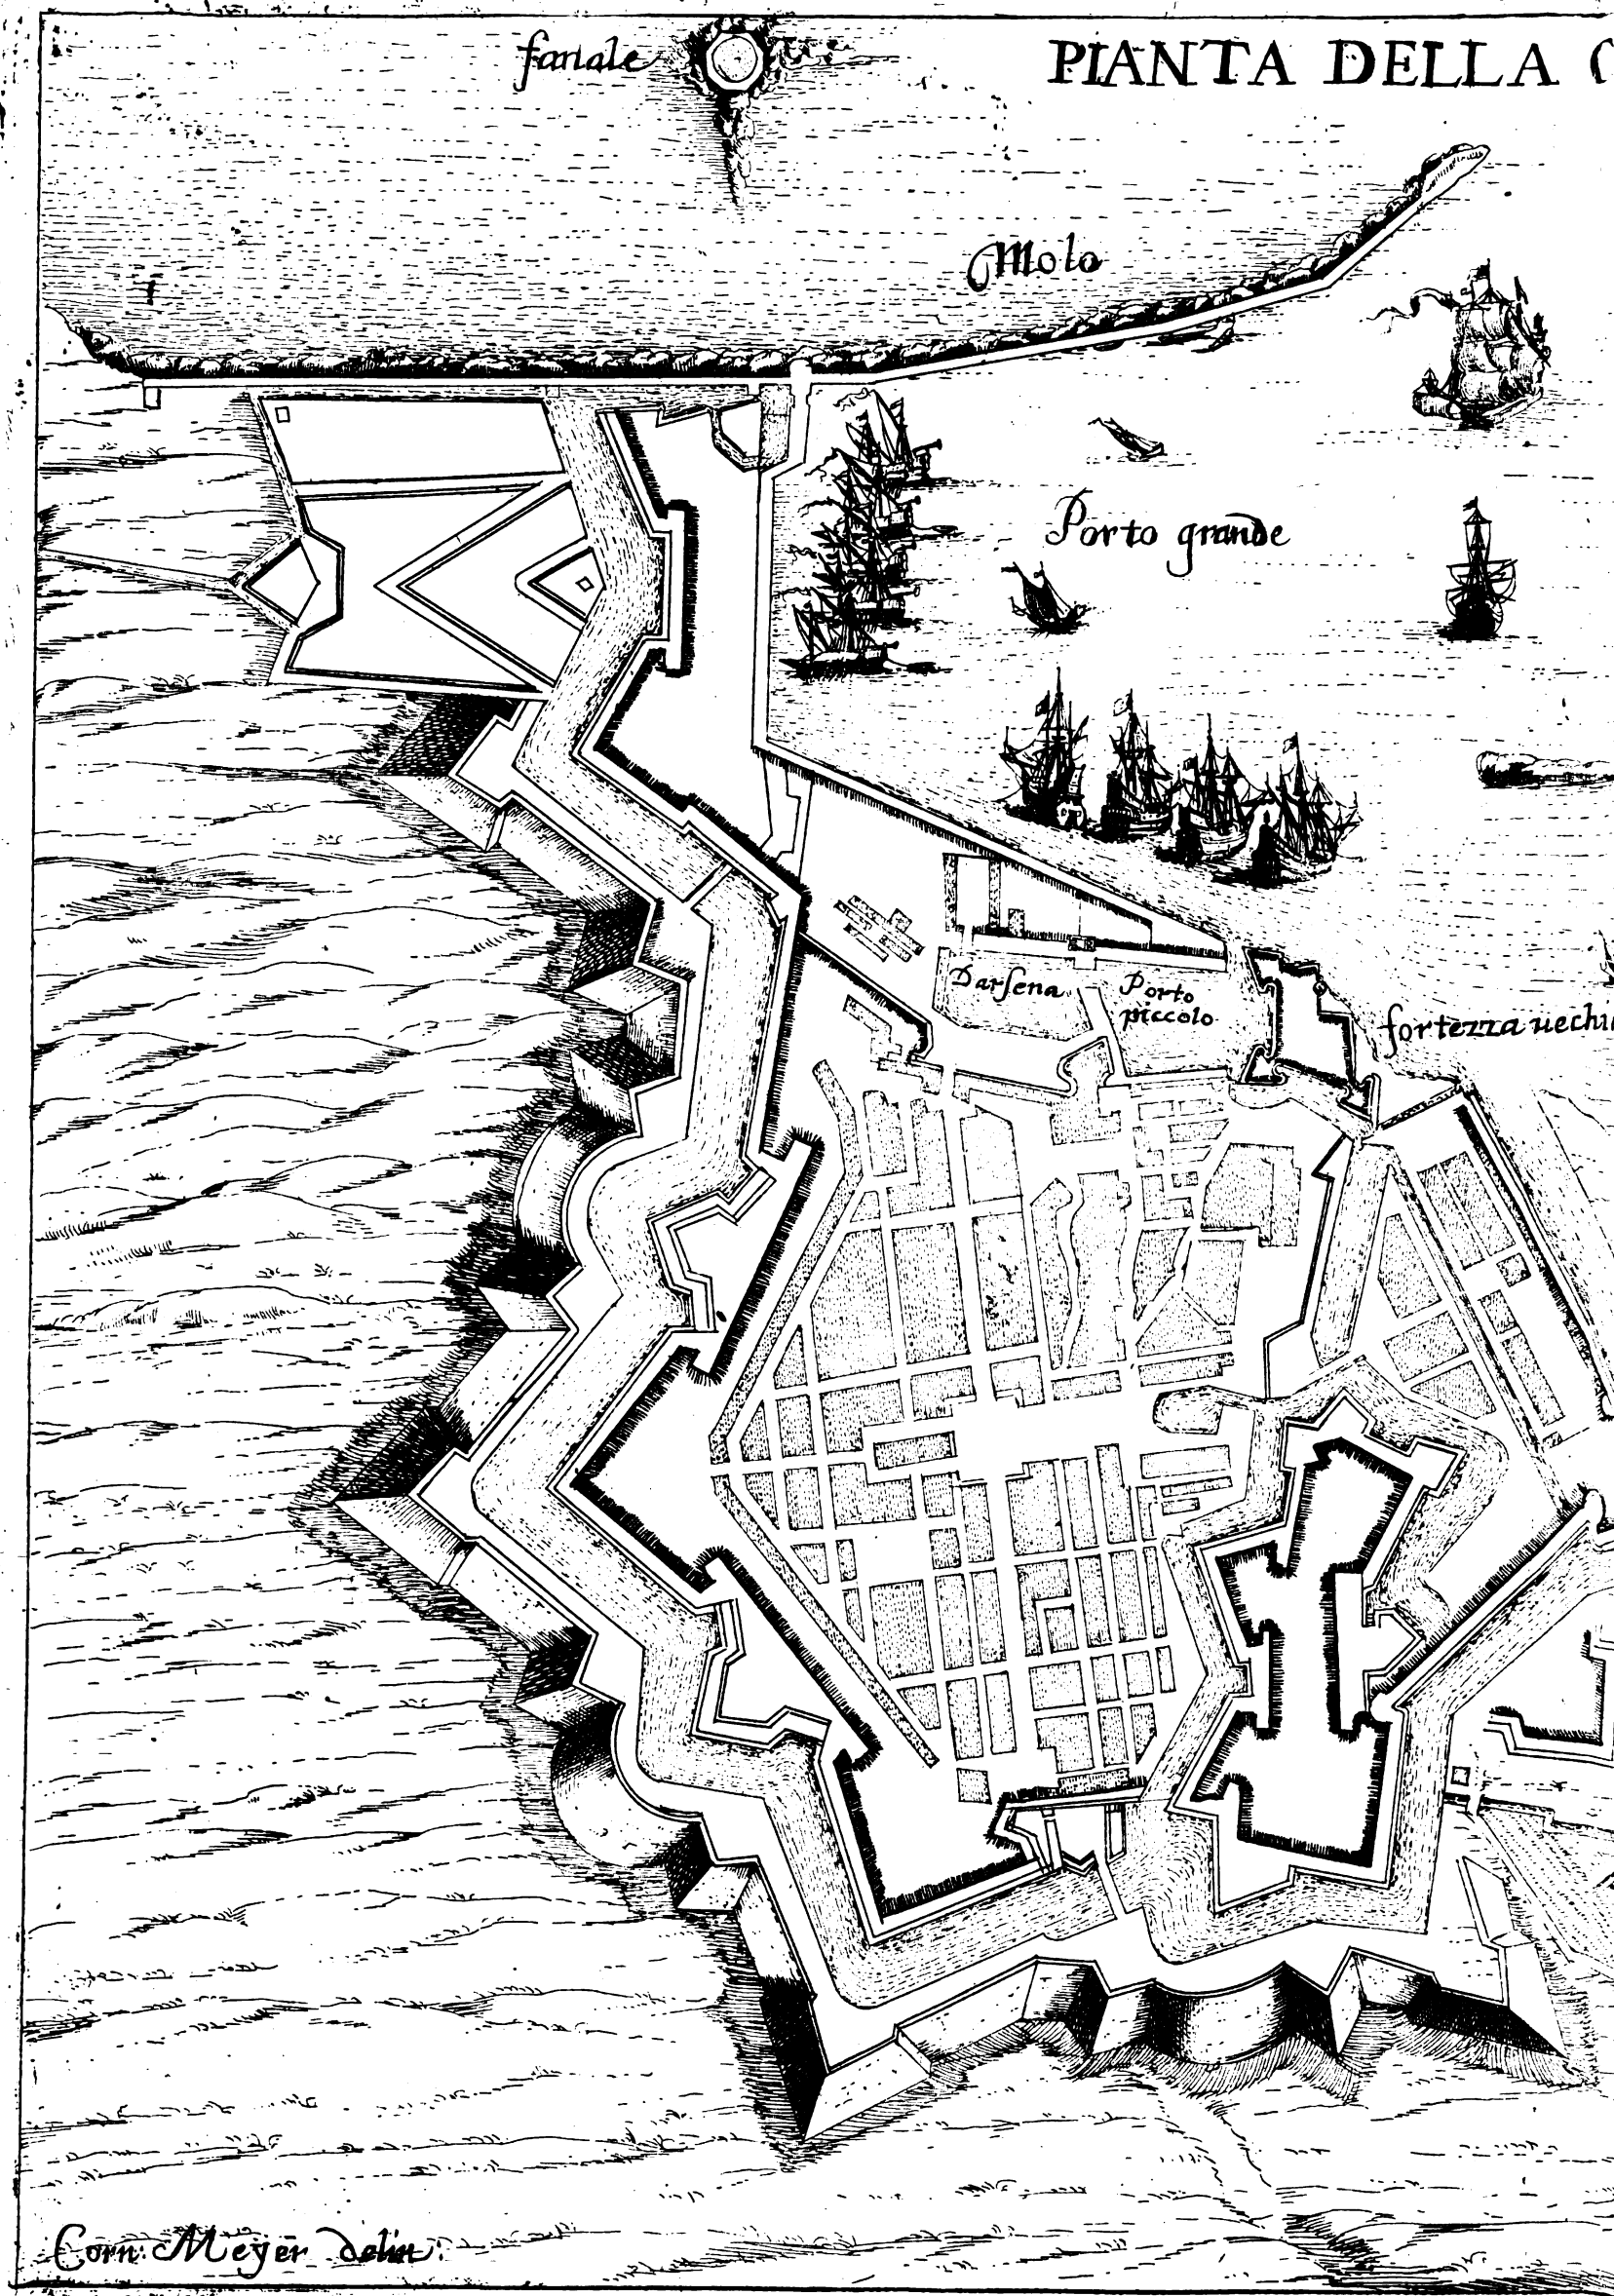 fanale
PIANTA DELLA C
Molo
Porto grande
Darsena
Porto
piccolo
fortezza uechi
Corn: Meyer delin: